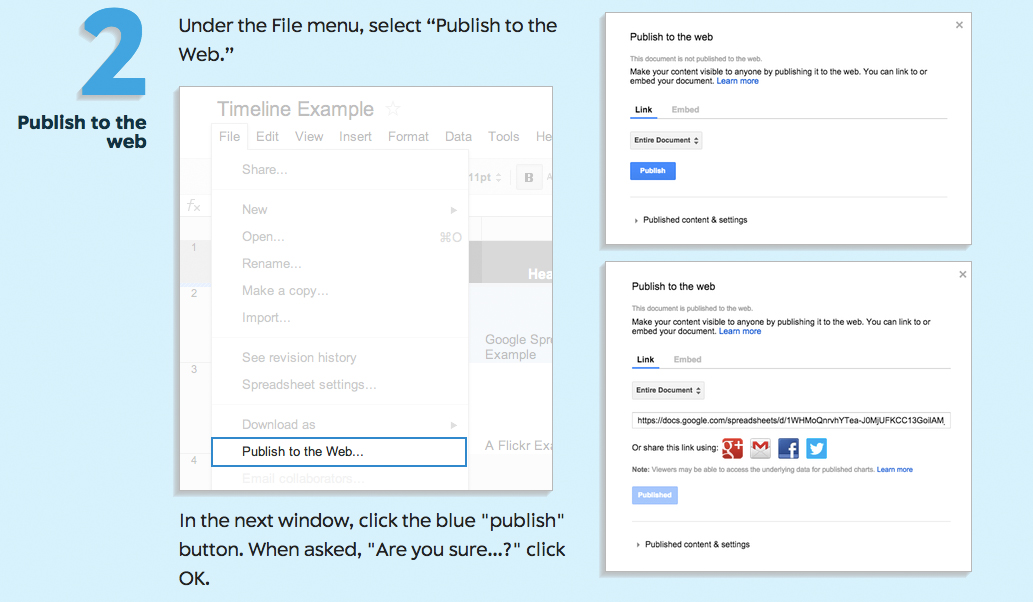 2
Publish to the
web
Under the File menu, select “Publish to the
Web.”
Timeline Example
File Edit View Insert Format Data Tools He
Share...
11pt
B
fx
New
Open... ⌘O
1
Rename...
Hea
Make a copy...
2
Import...
Google Spre
Example
See revision history
3
Spreadsheet settings...
Download as
A Flickr Exa
Publish to the Web...
4
Email collaborators...
In the next window, click the blue "publish"
button. When asked, "Are you sure...?" click
OK.
Publish to the web
This document is not published to the web.
Make your content visible to anyone by publishing it to the web. You can link to or
embed your document. Learn more
Link Embed
Entire Document
Publish
Published content & settings
Publish to the web
This document is published to the web.
Make your content visible to anyone by publishing it to the web. You can link to or
embed your document. Learn more
Link Embed
Entire Document
https://docs.google.com/spreadsheets/d/1WHMoQnrvhYTea-J0MjUFKCC13GoilAM_
Or share this link using:
Note: Viewers may be able to access the underlying data for published charts. Learn more
Published
Published content & settings